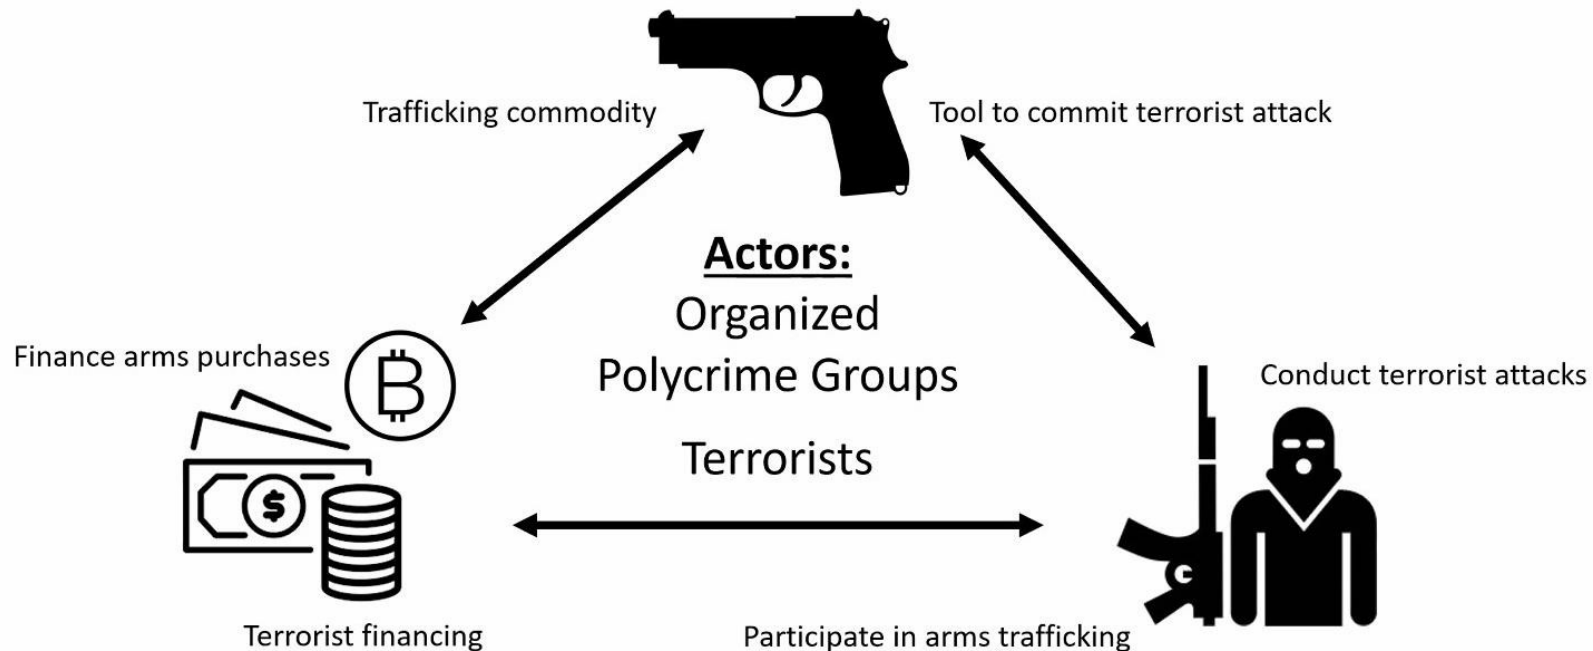 Trafficking commodity
Tool to commit terrorist attack
Actors:
Organized
Polycrime Groups
Terrorists
Finance arms purchases
Conduct terrorist attacks
Terrorist financing
Participate in arms trafficking